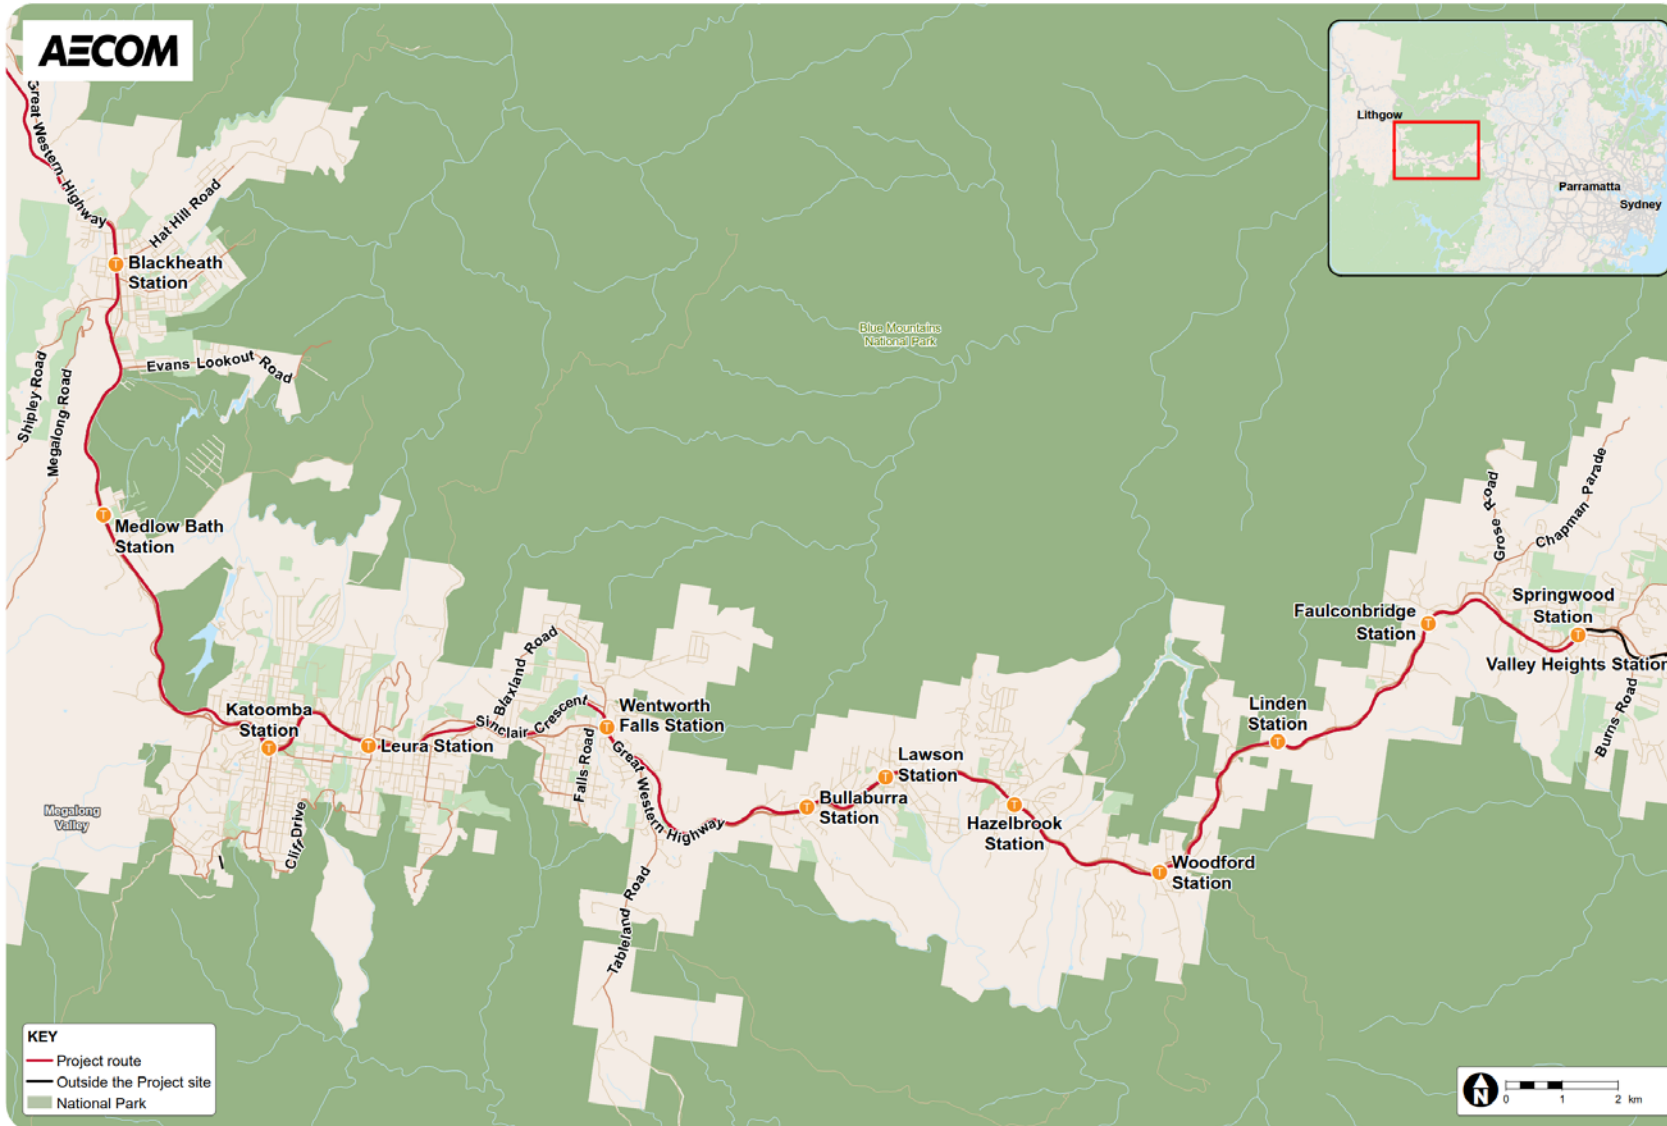 AECOM
Lithgow
Parramatta
Sydney
Great Western Highway
Hat Hill Road
Blackheath
Station
Blue Mountains
National Park
Evans Lookout Road
Shipley Road
Megalong Road
Medlow Bath
Station
Grose Road
Chapman Parade
Springwood
Station
Faulconbridge
Station
Valley Heights Station
Burns Road
Blaxland Road
Sinclair Crescent
Wentworth
Falls Station
Katoomba
Station
Leura Station
Falls Road
Great Western Highway
Linden
Station
Lawson
Station
Bullaburra
Station
Hazelbrook
Station
Woodford
Station
Megalong
Valley
Cliff Drive
Tableland Road
KEY
Project route
Outside the Project site
National Park
N
0 1 2 km